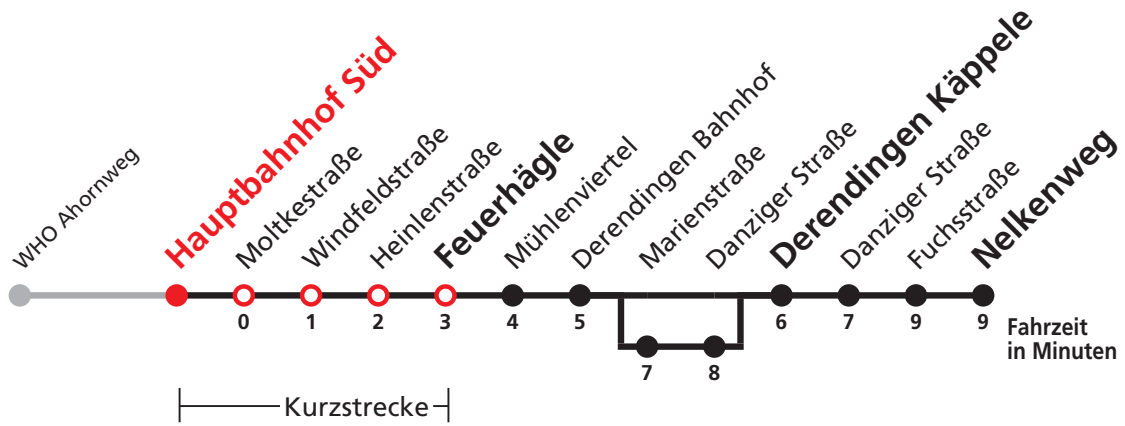 WHO Ahornweg
Hauptbahnhof Süd
Moltkestraße
Windfeldstraße
Heinlenstraße
Feuerhägle
Mühlenviertel
Derendingen Bahnhof
Marienstraße
Danziger Straße
Derendingen Käppele
Danziger Straße
Fuchsstraße
Nelkenweg
0 1 2 3 4 5 6 7 9 9
Fahrzeit
in Minuten
7 8
Kurzstrecke